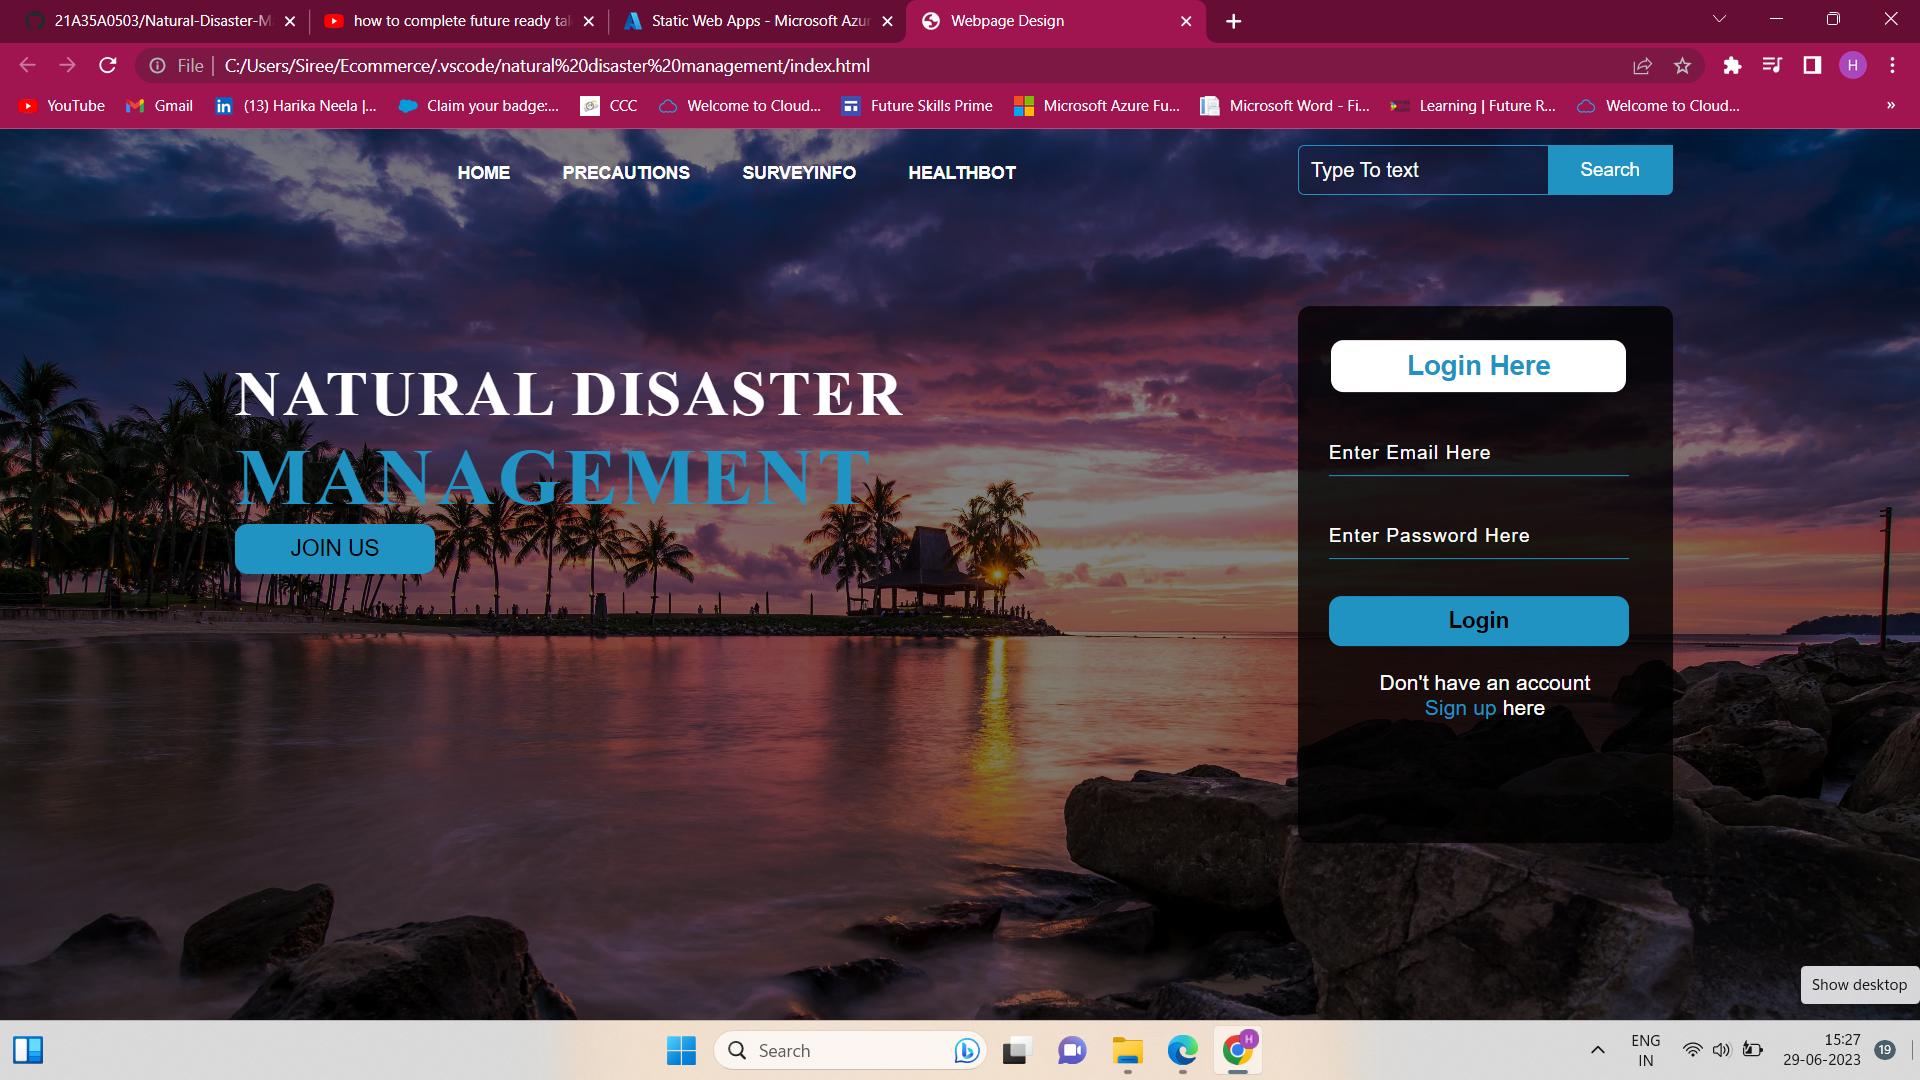 21A35A0503/Natural-Disaster-M
how to complete future ready tal
Static Web Apps - Microsoft Azur
Webpage Design
File
C:/Users/Siree/Ecommerce/.vscode/natural%20disaster%20management/index.html
H
YouTube
Gmail
(13) Harika Neela |...
Claim your badge:...
CCC
Welcome to Cloud...
Future Skills Prime
Microsoft Azure Fu...
Microsoft Word - Fi...
Learning | Future R...
Welcome to Cloud...
»
HOME
PRECAUTIONS
SURVEYINFO
HEALTHBOT
Type To text
Search
NATURAL DISASTER
MANAGEMENT
JOIN US
Login Here
Enter Email Here
Enter Password Here
Login
Don't have an account
Sign up here
Show desktop
Search
H
ENG
IN
15:27
29-06-2023
19